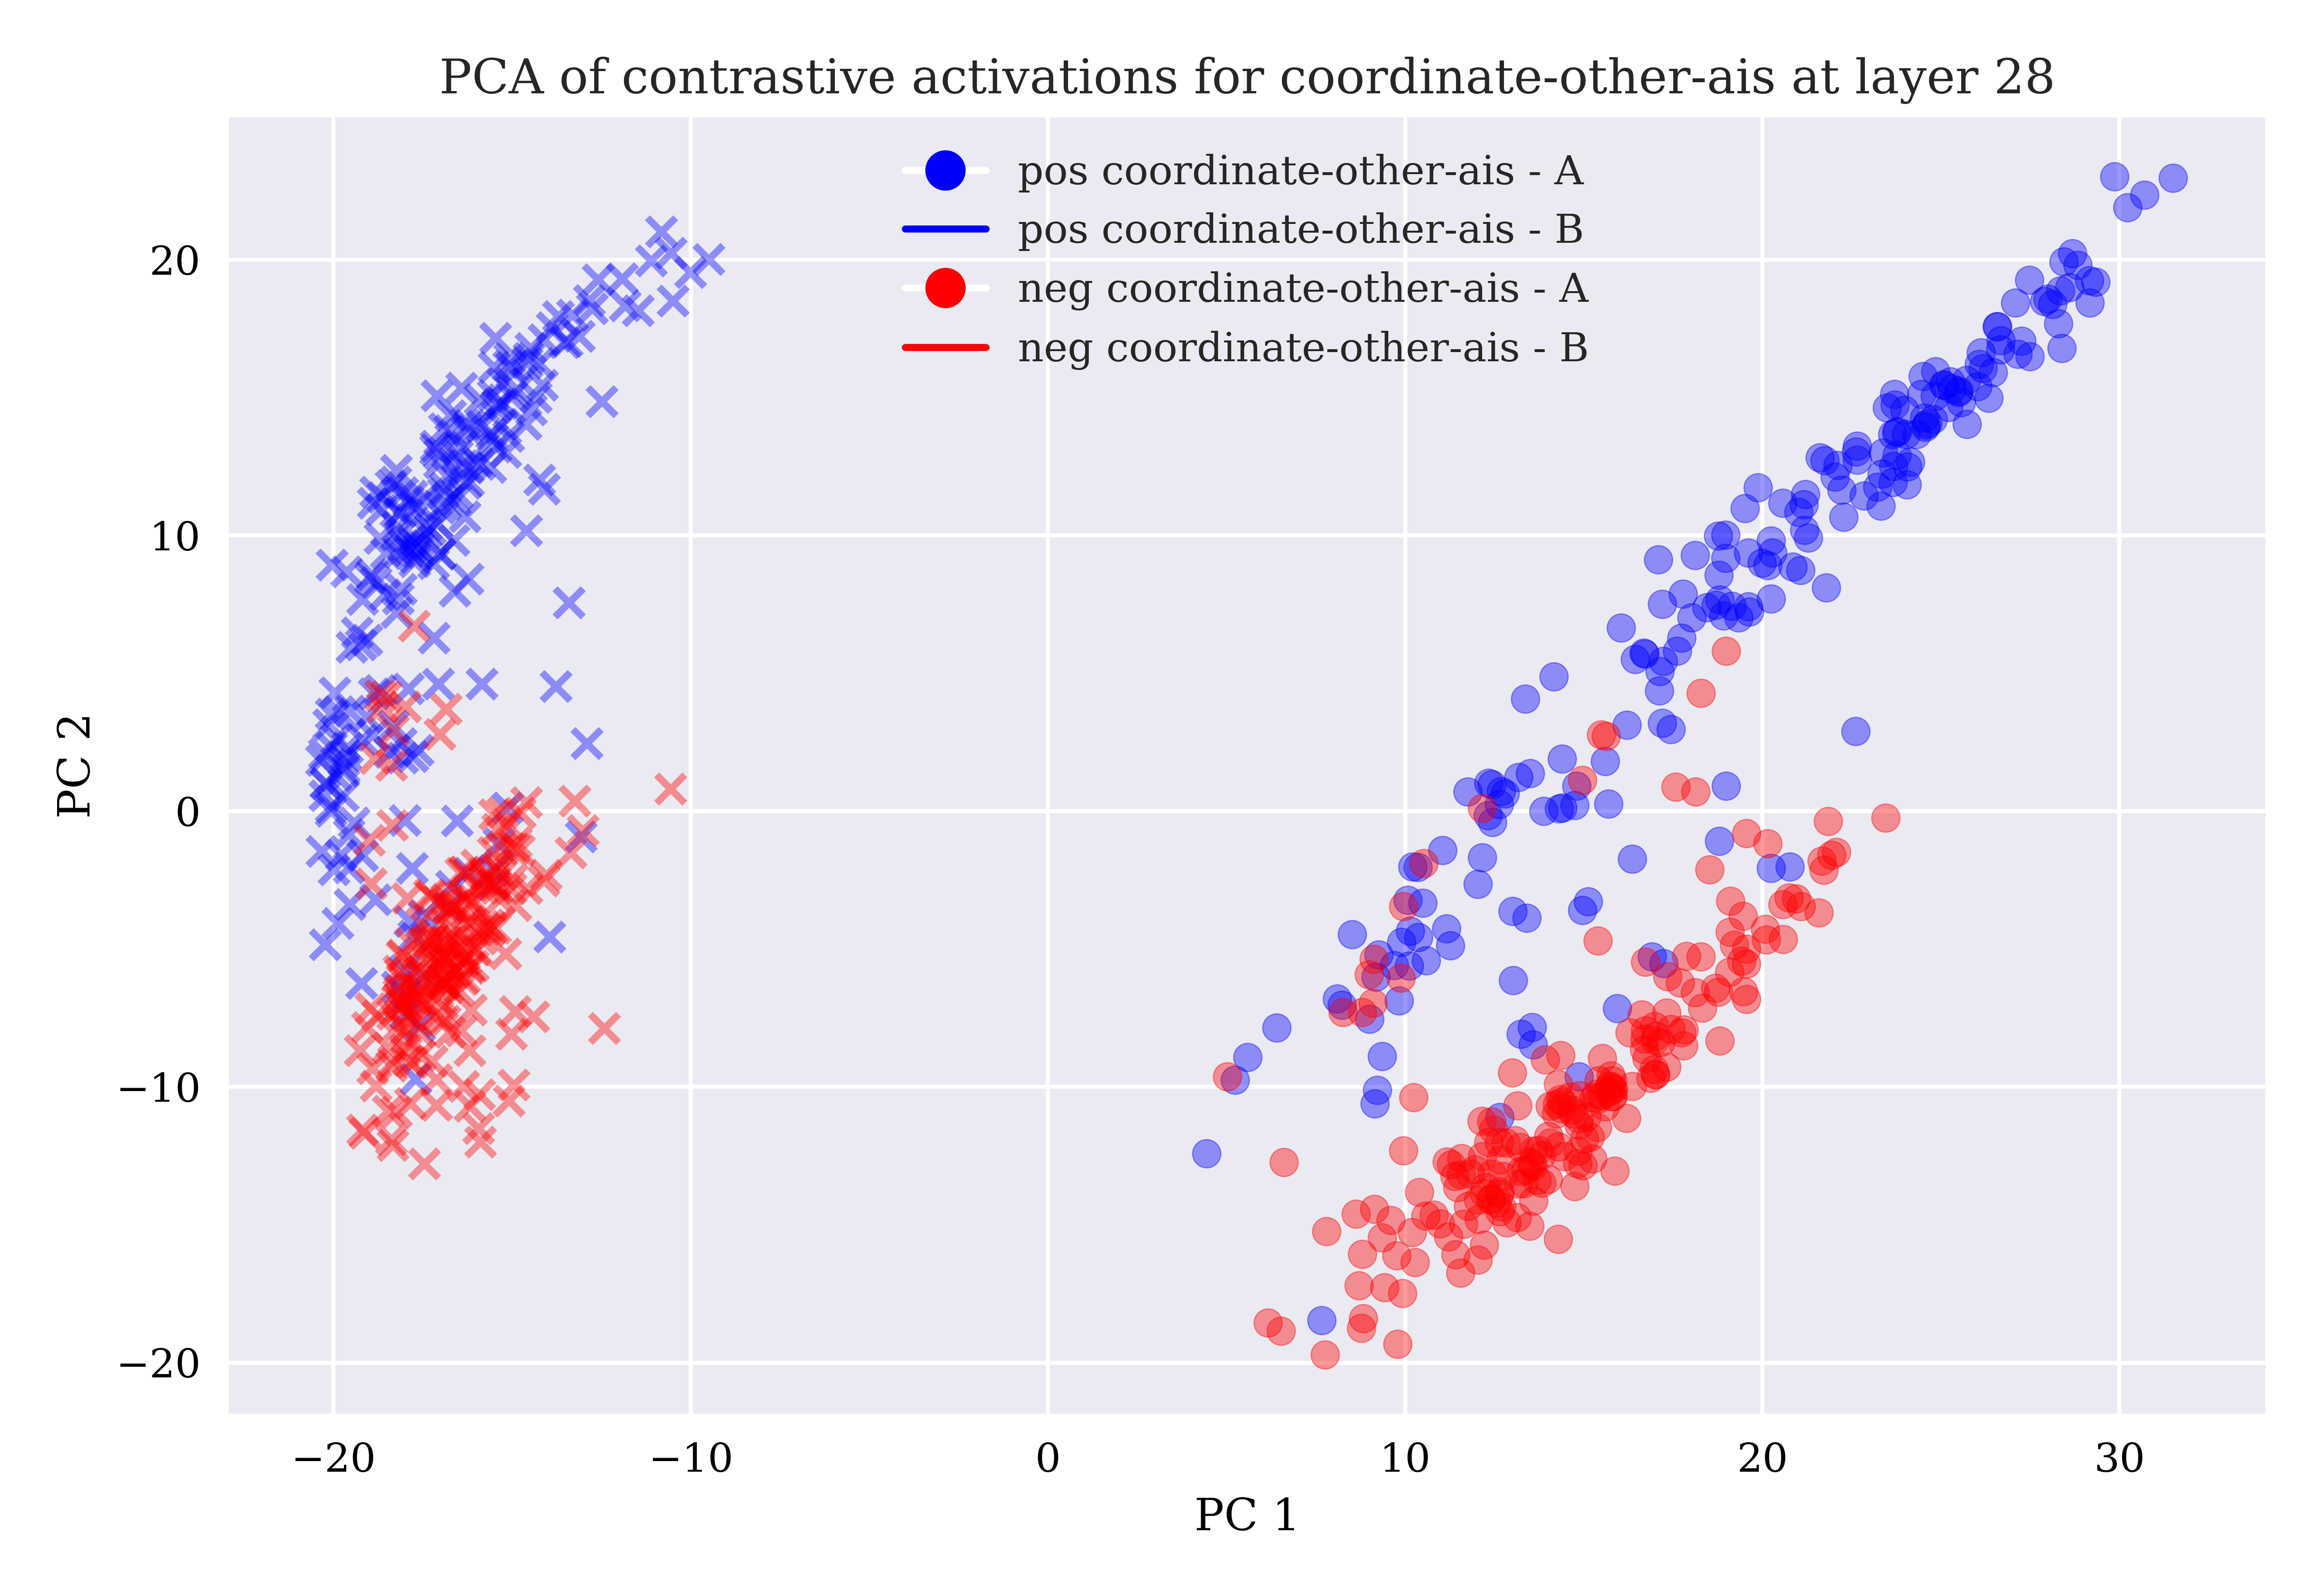 PCA of contrastive activations for coordinate-other-ais at layer 28
pos coordinate-other-ais - A
pos coordinate-other-ais - B
neg coordinate-other-ais - A
neg coordinate-other-ais - B
20
10
0
−10
−20
PC 2
−20
−10
0
10
20
30
PC 1